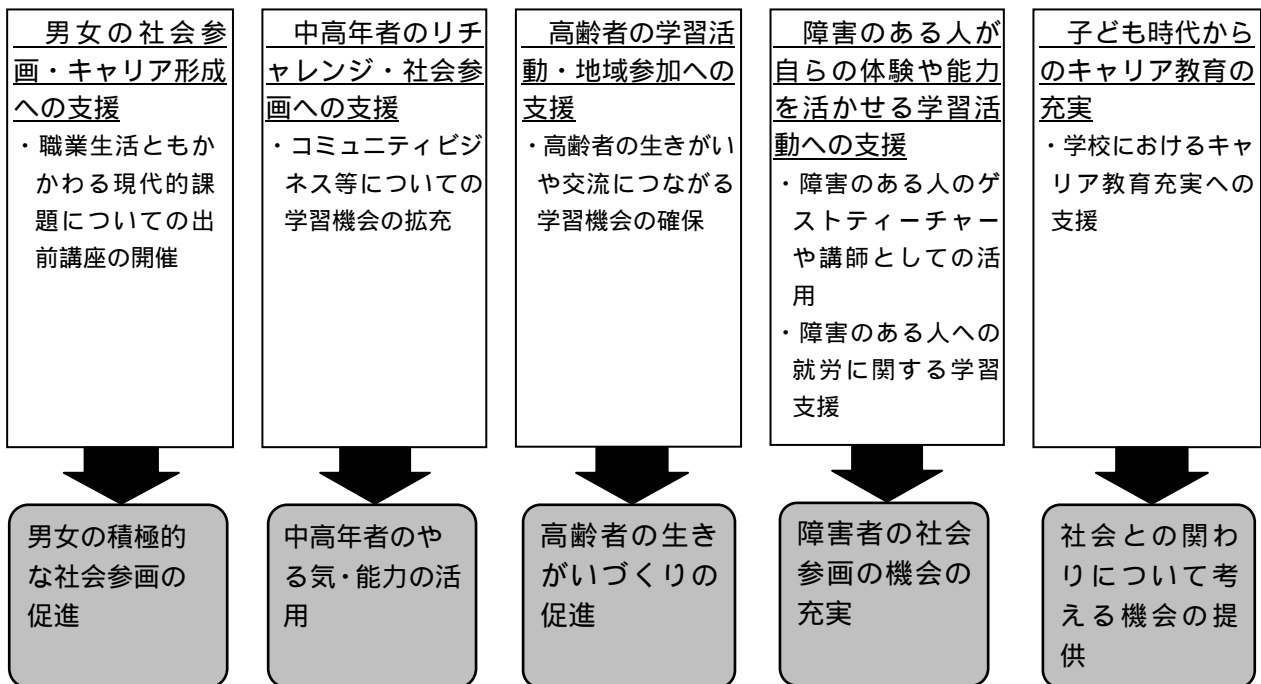 男女の社会参
画・キャリア形成
への支援
・職業生活ともか
かわる現代的課
題についての出
前講座の開催
中高年者のリチ
ャレンジ・社会参
画への支援
・コミュニティビジ
ネス等についての
学習機会の拡充
高齢者の学習活
動・地域参加への
支援
・高齢者の生きがい
や交流につながる
学習機会の確保
障害のある人が
自らの体験や能力
を活かせる学習活
動への支援
・障害のある人のゲ
ストティーチャー
や講師としての活
用
・障害のある人への
就労に関する学習
支援
子ども時代から
のキャリア教育の
充実
・学校におけるキャ
リア教育充実への
支援
男女の積極的
な社会参画の
促進
中高年者のや
る気・能力の活
用
高齢者の生き
がいづくりの
促進
障害者の社会
参画の機会の
充実
社会との関わ
りについて考
える機会の提
供